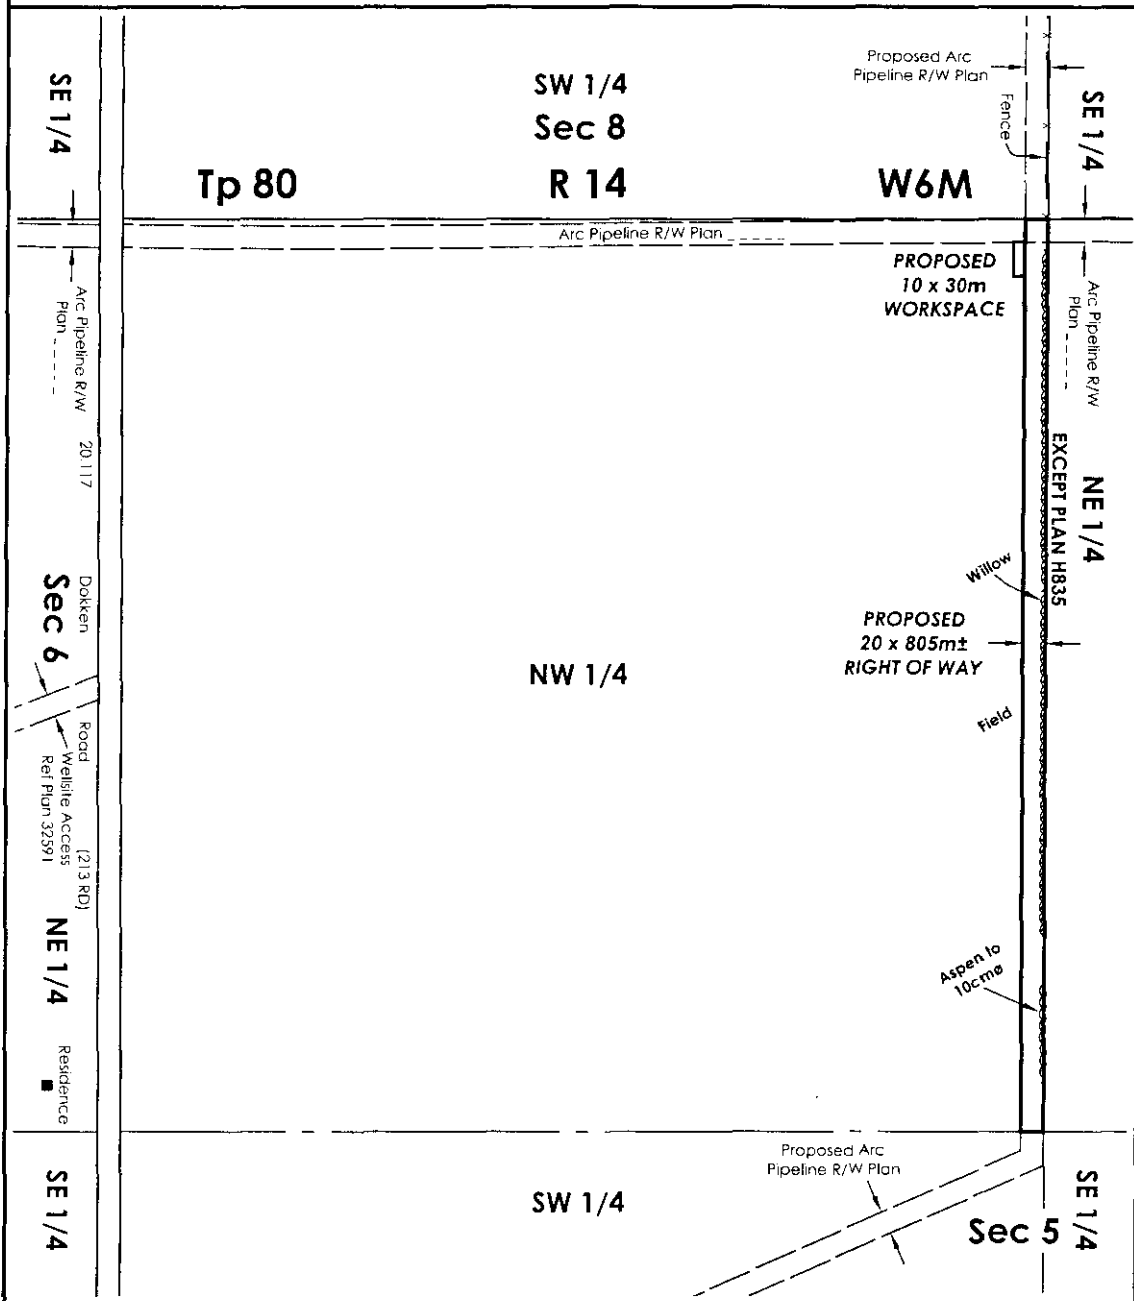 SE 1/4
SW 1/4
Sec 8
Proposed Arc
Pipeline R/W Plan
Fence
SE 1/4
Tp 80
R 14
W6M
Arc Pipeline R/W Plan _ _ _ _ _
PROPOSED
10 x 30m
WORKSPACE
Arc Pipeline R/W
Plan _ _ _ _ _
Arc Pipeline R/W
Plan _ _ _ _ _
20.117
EXCEPT PLAN H835
NE 1/4
Willow
Dokken
Road
(213 RD)
Sec 6
PROPOSED
20 x 805m±
RIGHT OF WAY
NW 1/4
Field
Wellsite Access
Ref Plan 32591
NE 1/4
Aspen to
10cmø
Residence
Proposed Arc
Pipeline R/W Plan
SE 1/4
SW 1/4
Sec 5
SE 1/4